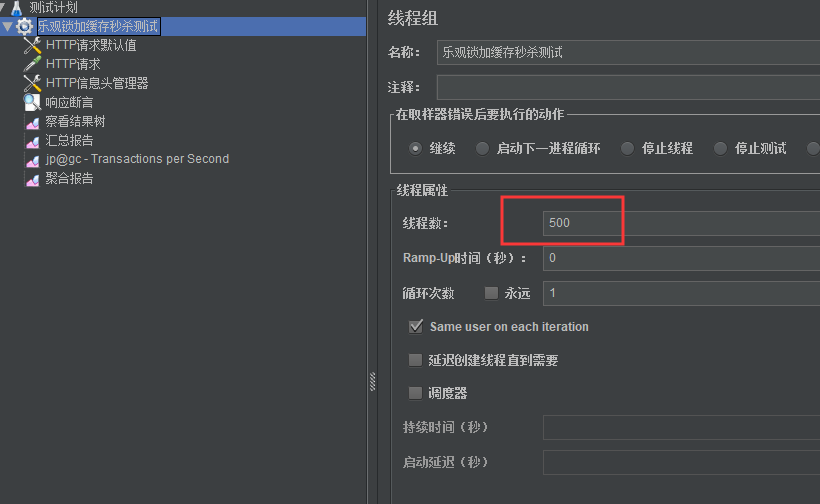 测试计划
乐观锁加缓存秒杀测试
HTTP请求默认值
HTTP请求
HTTP信息头管理器
响应断言
察看结果树
汇总报告
jp@gc - Transactions per Second
聚合报告
线程组
名称： 乐观锁加缓存秒杀测试
注释：
在取样器错误后要执行的动作
继续 启动下一进程循环 停止线程 停止测试
线程属性
线程数： 500
Ramp-Up时间（秒）： 0
循环次数 永远 1
Same user on each iteration
延迟创建线程直到需要
调度器
持续时间（秒）
启动延迟（秒）